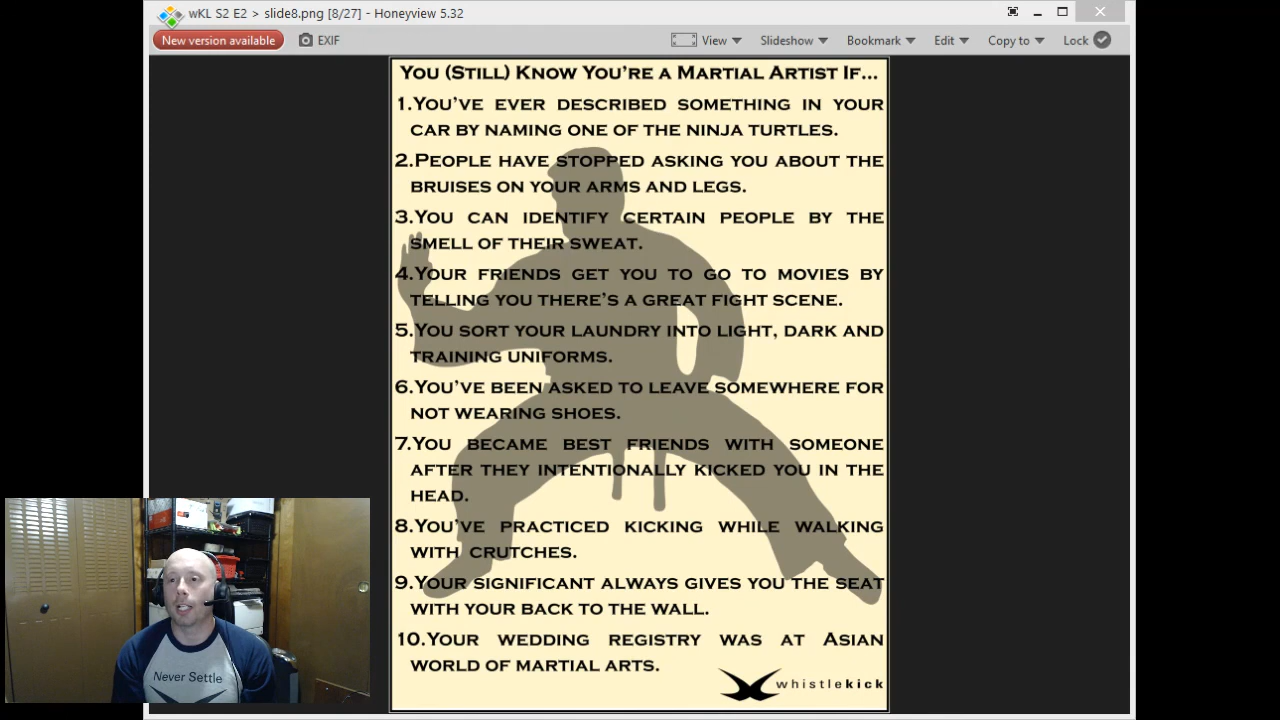 wKL S2 E2 > slide8.png [8/27] - Honeyview 5.32
New version available EXIF View Slideshow Bookmark Edit Copy to Lock
You (Still) Know You're a Martial Artist If...
1.You've ever described something in your
car by naming one of the Ninja Turtles.
2.People have stopped asking you about the
bruises on your arms and legs.
3.You can identify certain people by the
smell of their sweat.
4.Your friends get you to go to movies by
telling you there's a great fight scene.
5.You sort your laundry into light, dark and
training uniforms.
6.You've been asked to leave somewhere for
not wearing shoes.
7.You became best friends with someone
after they intentionally kicked you in the
head.
8.You've practiced kicking while walking
with crutches.
9.Your significant always gives you the seat
with your back to the wall.
10.Your wedding registry was at Asian
World of Martial Arts.
whistlekick
Never Settle